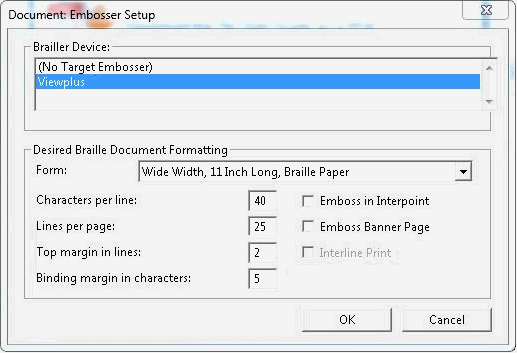 Document: Embosser Setup
Brailler Device:
(No Target Embosser)
Viewplus
Desired Braille Document Formatting
Form: Wide Width, 11 Inch Long, Braille Paper
Characters per line: 40 Emboss in Interpoint
Lines per page: 25 Emboss Banner Page
Top margin in lines: 2 Interline Print
Binding margin in characters: 5
OK Cancel